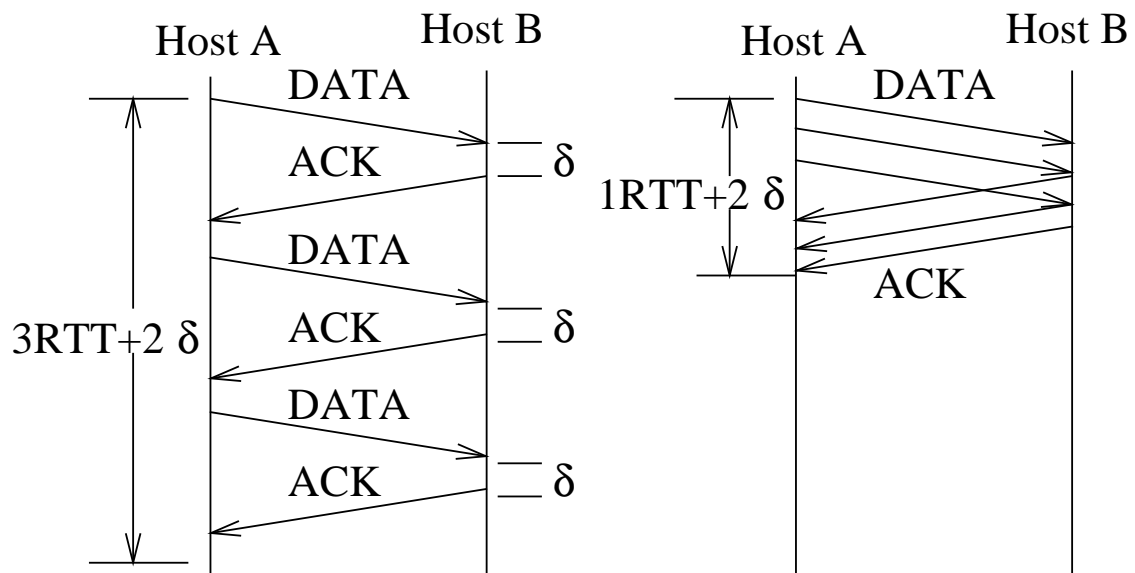 Host A
Host B
DATA
ACK
δ
DATA
ACK
δ
3RTT+2 δ
DATA
ACK
δ
Host A
Host B
DATA
1RTT+2 δ
ACK